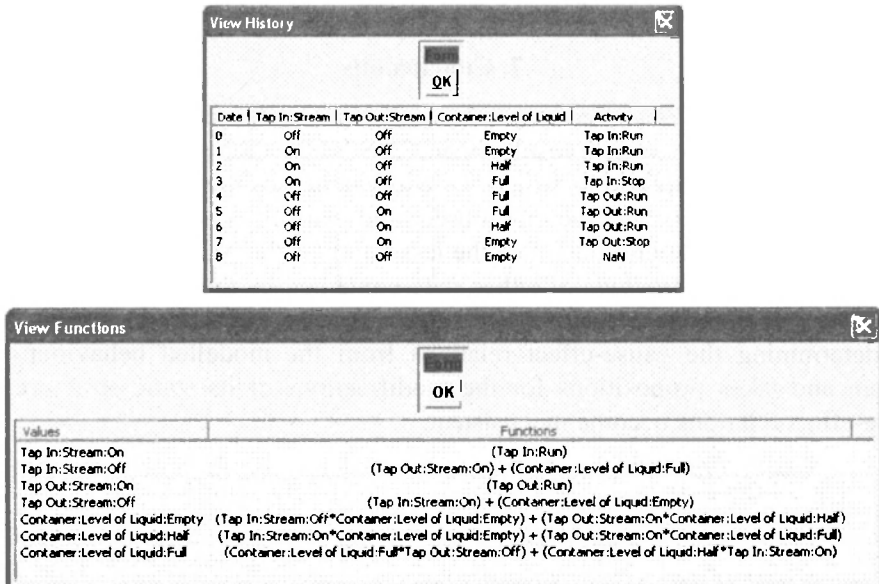 View History
OK
Date Tap In:Stream Tap Out:Stream Container:Level of Liquid Activity
0 Off Off Empty Tap In:Run
1 On Off Empty Tap In:Run
2 On Off Half Tap In:Run
3 On Off Full Tap In:Stop
4 Off Off Full Tap Out:Run
5 Off On Full Tap Out:Run
6 Off On Half Tap Out:Run
7 Off On Empty Tap Out:Stop
8 Off Off Empty NaN
View Functions
OK
Values Functions
Tap In:Stream:On (Tap In:Run)
Tap In:Stream:Off (Tap Out:Stream:On) + (Container:Level of Liquid:Full)
Tap Out:Stream:On (Tap Out:Run)
Tap Out:Stream:Off (Tap In:Stream:On) + (Container:Level of Liquid:Empty)
Container:Level of Liquid:Empty (Tap In:Stream:Off*Container:Level of Liquid:Empty) + (Tap Out:Stream:On*Container:Level of Liquid:Half)
Container:Level of Liquid:Half (Tap In:Stream:On*Container:Level of Liquid:Empty) + (Tap Out:Stream:On*Container:Level of Liquid:Full)
Container:Level of Liquid:Full (Container:Level of Liquid:Full*Tap Out:Stream:Off) + (Container:Level of Liquid:Half*Tap In:Stream:On)